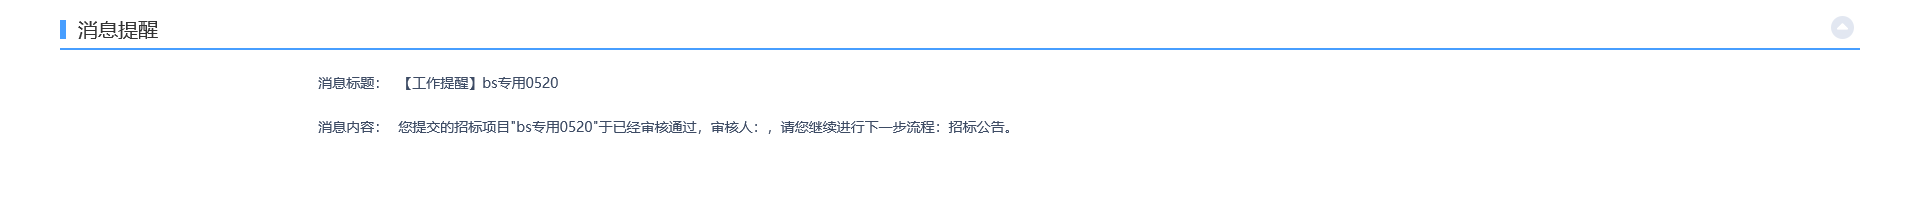 消息提醒
消息标题： 【工作提醒】bs专用0520
消息内容： 您提交的招标项目"bs专用0520"于已经审核通过，审核人：，请您继续进行下一步流程：招标公告。